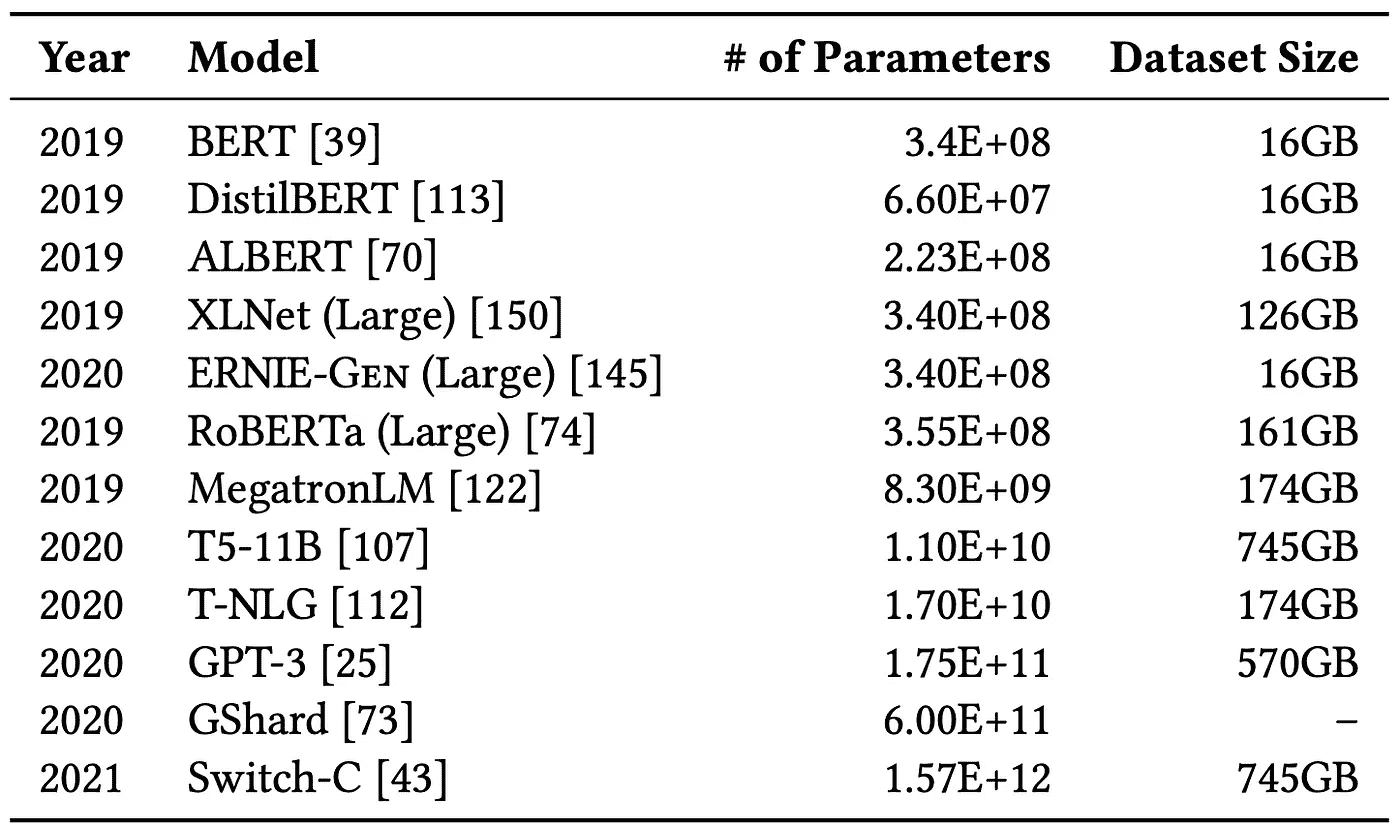 Year Model # of Parameters Dataset Size
2019 BERT [39] 3.4E+08 16GB
2019 DistilBERT [113] 6.60E+07 16GB
2019 ALBERT [70] 2.23E+08 16GB
2019 XLNet (Large) [150] 3.40E+08 126GB
2020 ERNIE-GEN (Large) [145] 3.40E+08 16GB
2019 RoBERTa (Large) [74] 3.55E+08 161GB
2019 MegatronLM [122] 8.30E+09 174GB
2020 T5-11B [107] 1.10E+10 745GB
2020 T-NLG [112] 1.70E+10 174GB
2020 GPT-3 [25] 1.75E+11 570GB
2020 GShard [73] 6.00E+11 –
2021 Switch-C [43] 1.57E+12 745GB